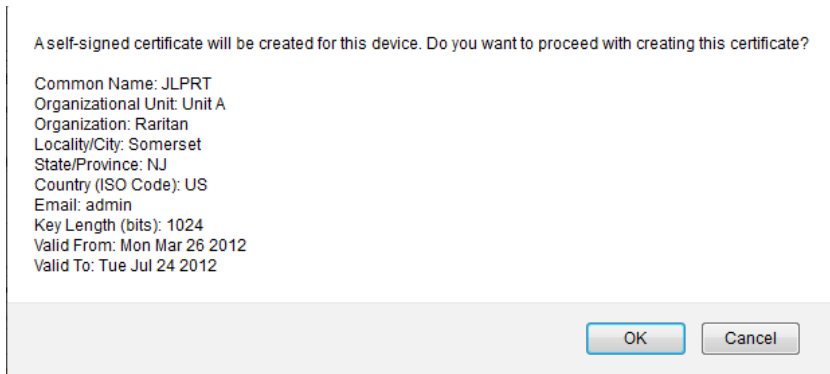 A self-signed certificate will be created for this device. Do you want to proceed with creating this certificate?
Common Name: JLPRT
Organizational Unit: Unit A
Organization: Raritan
Locality/City: Somerset
State/Province: NJ
Country (ISO Code): US
Email: admin
Key Length (bits): 1024
Valid From: Mon Mar 26 2012
Valid To: Tue Jul 24 2012
OK Cancel